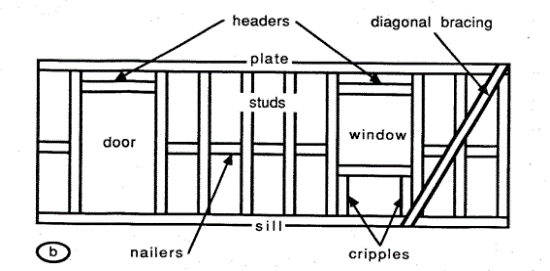 headers
diagonal bracing
plate
studs
door
window
sill
b
nailers
cripples